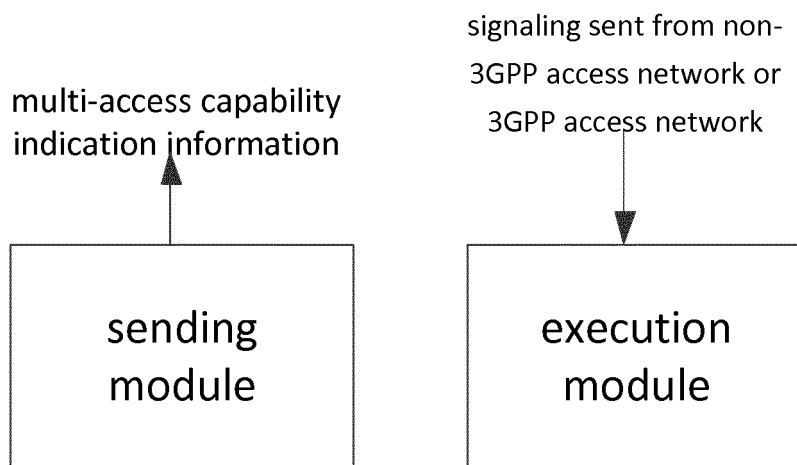 multi-access capability
indication information
signaling sent from non-
3GPP access network or
3GPP access network
sending
module
execution
module